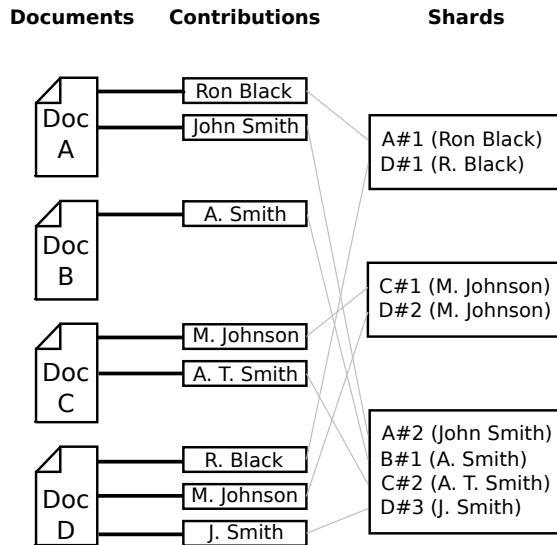 Documents Contributions Shards
Doc
A
Ron Black
John Smith
Doc
B
A. Smith
Doc
C
M. Johnson
A. T. Smith
Doc
D
R. Black
M. Johnson
J. Smith
A#1 (Ron Black)
D#1 (R. Black)
C#1 (M. Johnson)
D#2 (M. Johnson)
A#2 (John Smith)
B#1 (A. Smith)
C#2 (A. T. Smith)
D#3 (J. Smith)